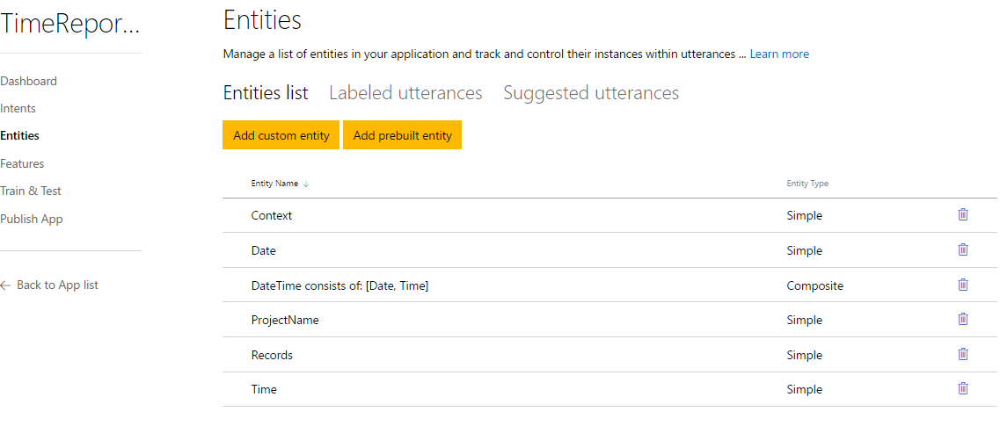 TimeRepor...
Dashboard
Intents
Entities
Features
Train & Test
Publish App
Back to App list
Entities
Manage a list of entities in your application and track and control their instances within utterances ... Learn more
Entities list Labeled utterances Suggested utterances
Add custom entity Add prebuilt entity
Entity Name ↓ Entity Type
Context Simple
Date Simple
DateTime consists of: [Date, Time] Composite
ProjectName Simple
Records Simple
Time Simple